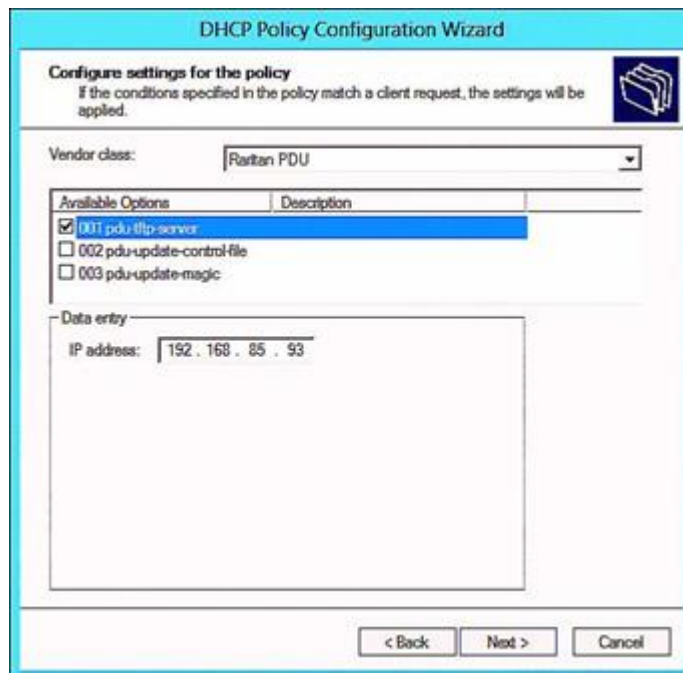 DHCP Policy Configuration Wizard
Configure settings for the policy
If the conditions specified in the policy match a client request, the settings will be
applied.
Vendor class: Raritan PDU
Available Options Description
001 pdu-tftp-server
002 pdu-update-control-file
003 pdu-update-magic
Data entry
IP address: 192 . 168 . 85 . 93
< Back Next > Cancel